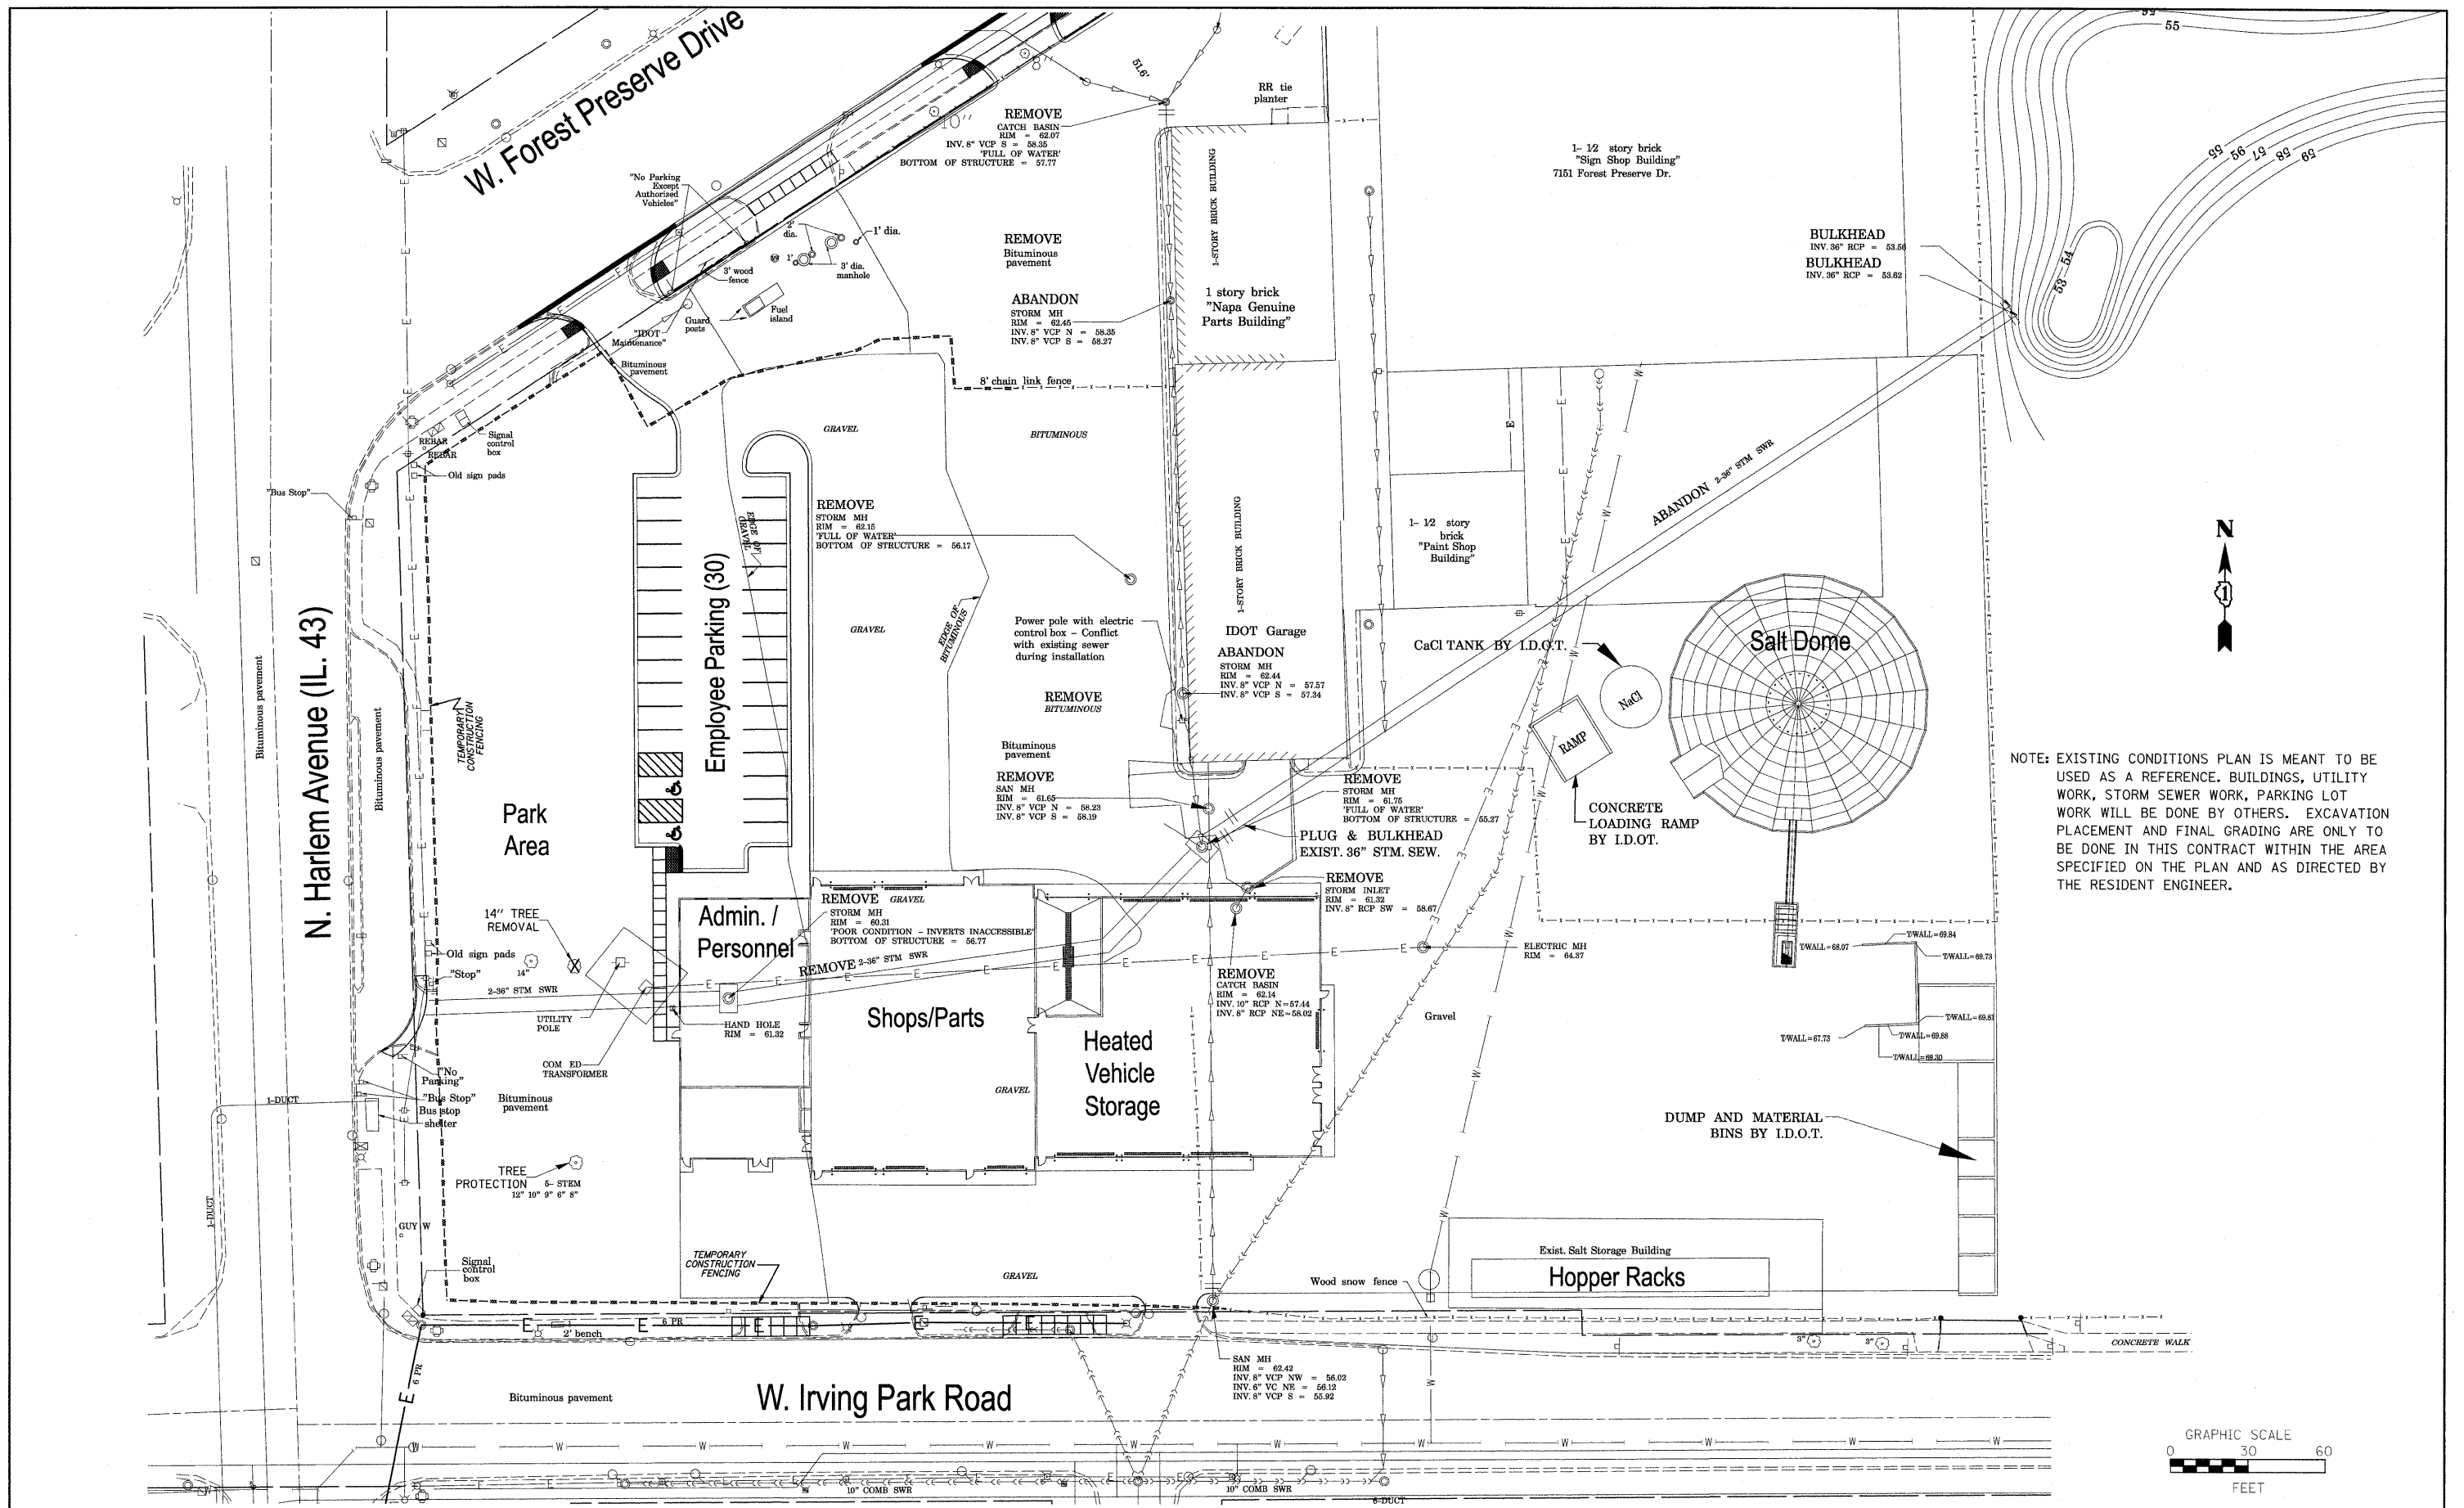 W. Forest Preserve Drive
51.6'
RR tie
planter
55
REMOVE
CATCH BASIN
RIM = 62.07
INV. 8" VCP S = 58.35
'FULL OF WATER'
BOTTOM OF STRUCTURE = 57.77
10"
1-STORY BRICK BUILDING
1- 1/2 story brick
"Sign Shop Building"
7151 Forest Preserve Dr.
55 56 57 58 59
"No Parking
Except
Authorized
Vehicles"
2'
dia.
1' dia.
1'
3' dia.
manhole
3' wood
fence
Guard
posts
Fuel
island
"IDOT
Maintenance"
Bituminous
pavement
REMOVE
Bituminous
pavement
BULKHEAD
INV. 36" RCP = 53.56
BULKHEAD
INV. 36" RCP = 53.62
53 54
ABANDON
STORM MH
RIM = 62.45
INV. 8" VCP N = 58.35
INV. 8" VCP S = 58.27
1 story brick
"Napa Genuine
Parts Building"
8' chain link fence
GRAVEL
BITUMINOUS
REBAR
REBAR
Signal
control
box
Old sign pads
"Bus Stop"
REMOVE
STORM MH
RIM = 62.15
'FULL OF WATER'
BOTTOM OF STRUCTURE = 56.17
EDGE OF
GRAVEL
Employee Parking (30)
1-STORY BRICK BUILDING
1- 1/2 story
brick
"Paint Shop
Building"
ABANDON 2-36" STM SWR
N
1
N. Harlem Avenue (IL. 43)
Bituminous pavement
Bituminous pavement
TEMPORARY
CONSTRUCTION
FENCING
GRAVEL
EDGE OF
BITUMINOUS
Power pole with electric
control box - Conflict
with existing sewer
during installation
IDOT Garage
ABANDON
STORM MH
RIM = 62.44
INV. 8" VCP N = 57.57
INV. 8" VCP S = 57.34
CaCl TANK BY I.D.O.T.
NaCl
Salt Dome
RAMP
REMOVE
BITUMINOUS
Bituminous
pavement
REMOVE
SAN MH
RIM = 61.65
INV. 8" VCP N = 58.23
INV. 8" VCP S = 58.19
REMOVE
STORM MH
RIM = 61.75
'FULL OF WATER'
BOTTOM OF STRUCTURE = 55.27
PLUG & BULKHEAD
EXIST. 36" STM. SEW.
CONCRETE
LOADING RAMP
BY I.D.OT.
NOTE: EXISTING CONDITIONS PLAN IS MEANT TO BE
USED AS A REFERENCE. BUILDINGS, UTILITY
WORK, STORM SEWER WORK, PARKING LOT
WORK WILL BE DONE BY OTHERS. EXCAVATION
PLACEMENT AND FINAL GRADING ARE ONLY TO
BE DONE IN THIS CONTRACT WITHIN THE AREA
SPECIFIED ON THE PLAN AND AS DIRECTED BY
THE RESIDENT ENGINEER.
Park
Area
REMOVE
STORM INLET
RIM = 61.32
INV. 8" RCP SW = 58.67
14" TREE
REMOVAL
14"
Old sign pads
"Stop"
2-36" STM SWR
Admin. /
Personnel
REMOVE GRAVEL
STORM MH
RIM = 60.31
'POOR CONDITION - INVERTS INACCESSIBLE'
BOTTOM OF STRUCTURE = 56.77
REMOVE 2-36" STM SWR
ELECTRIC MH
RIM = 64.37
T/WALL=69.84
T/WALL=68.07
T/WALL=69.73
UTILITY
POLE
HAND HOLE
RIM = 61.32
REMOVE
CATCH BASIN
RIM = 62.14
INV. 10" RCP N=57.44
INV. 8" RCP NE=58.02
Shops/Parts
Gravel
T/WALL=69.81
T/WALL=69.88
T/WALL=67.73
T/WALL=69.30
Heated
Vehicle
Storage
COM ED
TRANSFORMER
"No
Parking"
"Bus Stop"
Bus stop
shelter
1-DUCT
Bituminous
pavement
GRAVEL
DUMP AND MATERIAL
BINS BY I.D.O.T.
TREE
PROTECTION 5- STEM
12" 10" 9" 6" 8"
1-DUCT
GUY W
Signal
control
box
TEMPORARY
CONSTRUCTION
FENCING
GRAVEL
Wood snow fence
Exist. Salt Storage Building
Hopper Racks
6 PR
2' bench
6 PR
3"
3"
CONCRETE WALK
SAN MH
RIM = 62.42
INV. 8" VCP NW = 56.02
INV. 6" VC NE = 56.12
INV. 8" VCP S = 55.92
Bituminous pavement
W. Irving Park Road
10" COMB SWR
10" COMB SWR
6-DUCT
GRAPHIC SCALE
0 30 60
FEET